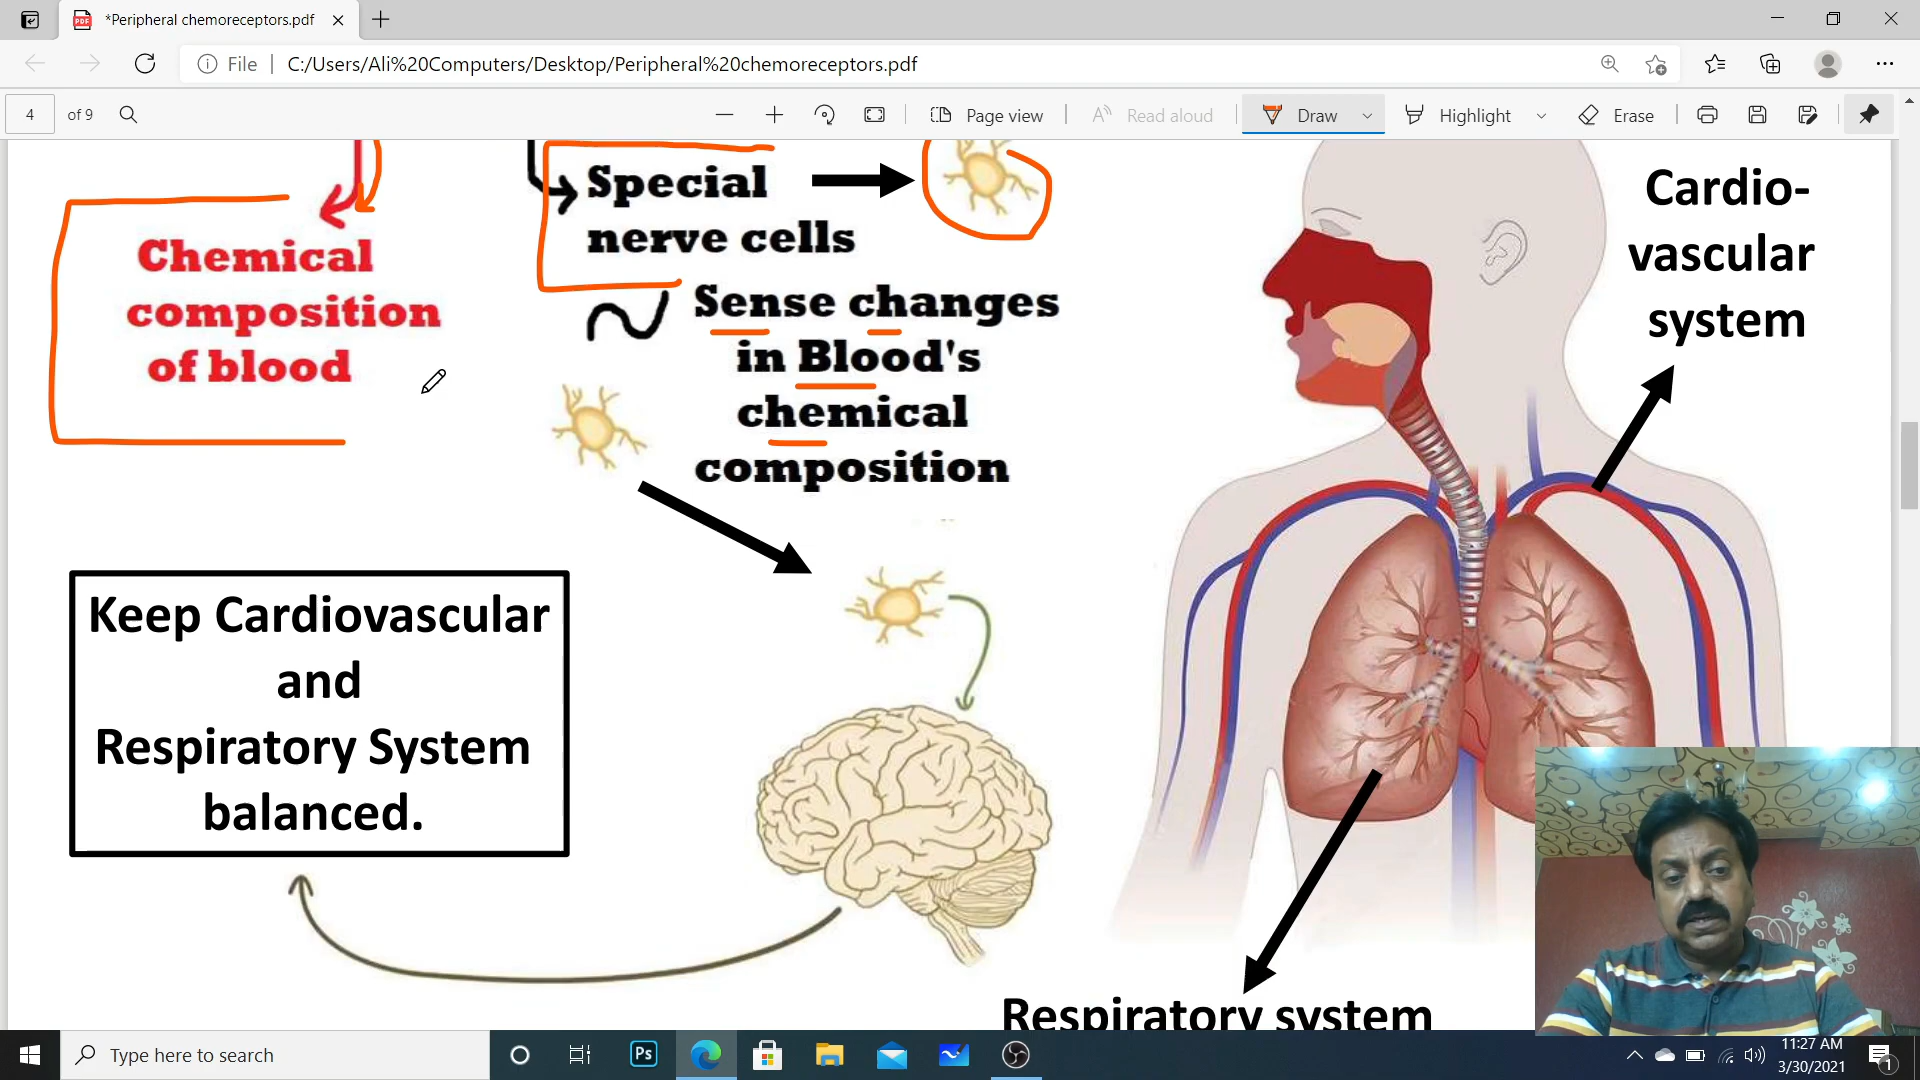 *Peripheral chemoreceptors.pdf
File
C:/Users/Ali%20Computers/Desktop/Peripheral%20chemoreceptors.pdf
4 of 9
Page view
Read aloud
Draw
Highlight
Erase
Chemical
composition
of blood
Special
nerve cells
Sense changes
in Blood's
chemical
composition
Cardio-
vascular
system
Keep Cardiovascular
and
Respiratory System
balanced.
Respiratory system
Type here to search
Ps
11:27 AM
3/30/2021
1